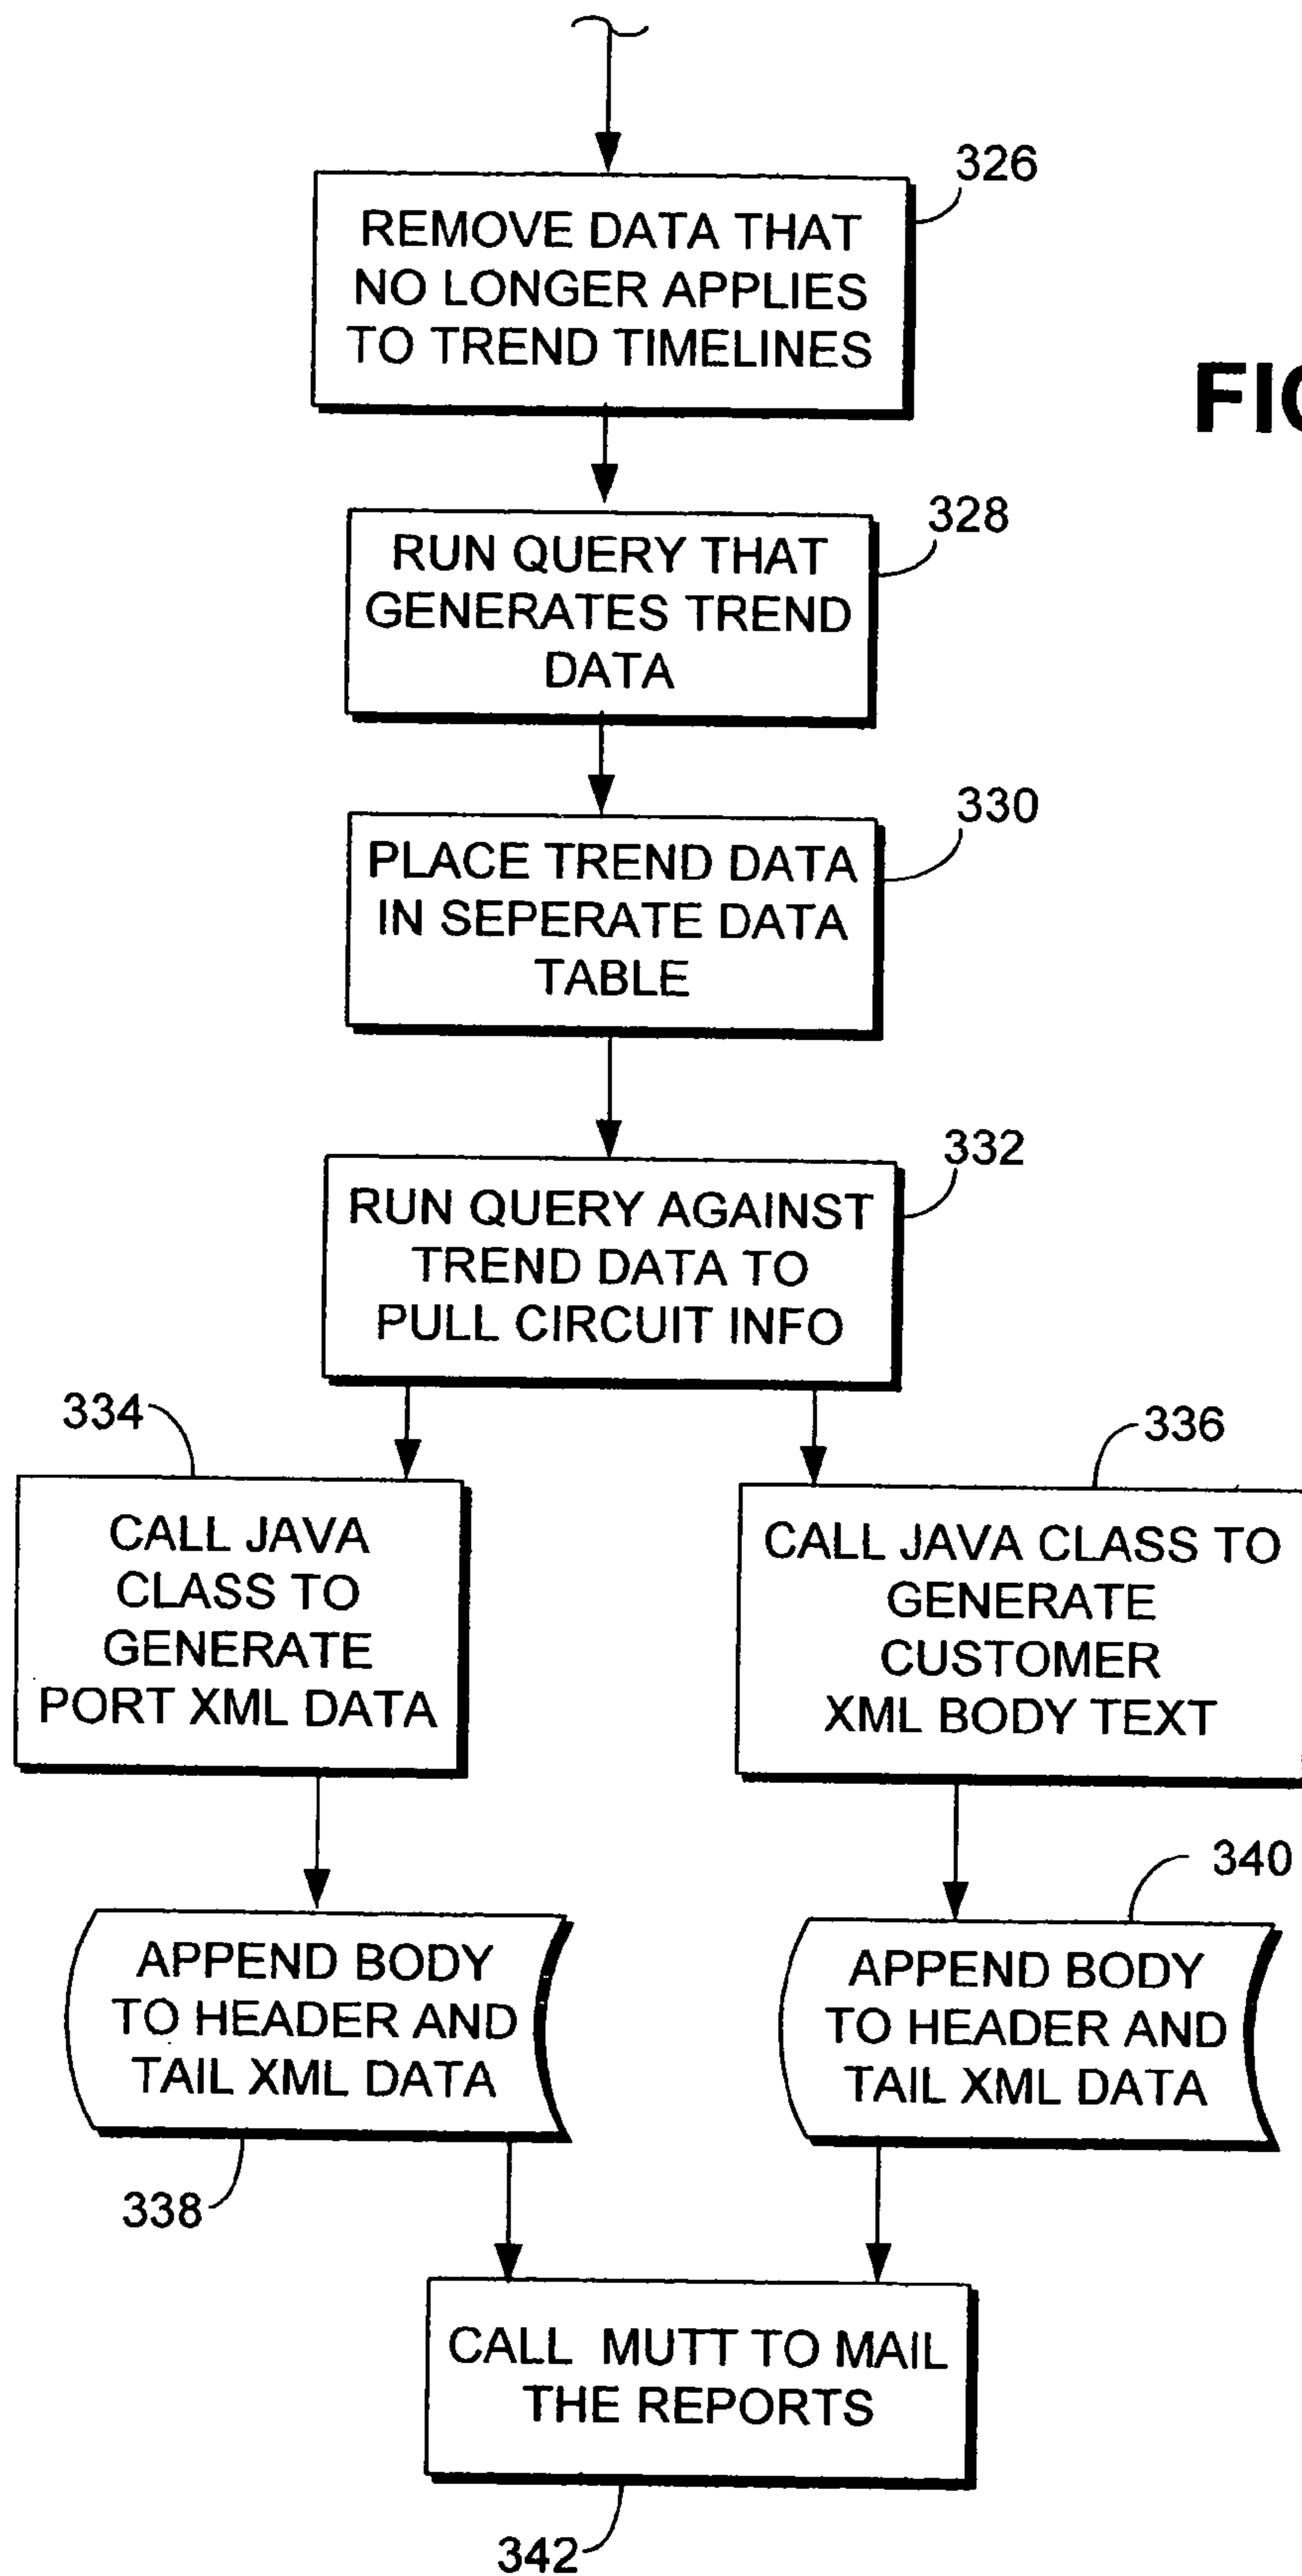 326
REMOVE DATA THAT
NO LONGER APPLIES
TO TREND TIMELINES
FIG
328
RUN QUERY THAT
GENERATES TREND
DATA
330
PLACE TREND DATA
IN SEPERATE DATA
TABLE
332
RUN QUERY AGAINST
TREND DATA TO
PULL CIRCUIT INFO
334
CALL JAVA
CLASS TO
GENERATE
PORT XML DATA
336
CALL JAVA CLASS TO
GENERATE
CUSTOMER
XML BODY TEXT
338
APPEND BODY
TO HEADER AND
TAIL XML DATA
340
APPEND BODY
TO HEADER AND
TAIL XML DATA
CALL MUTT TO MAIL
THE REPORTS
342